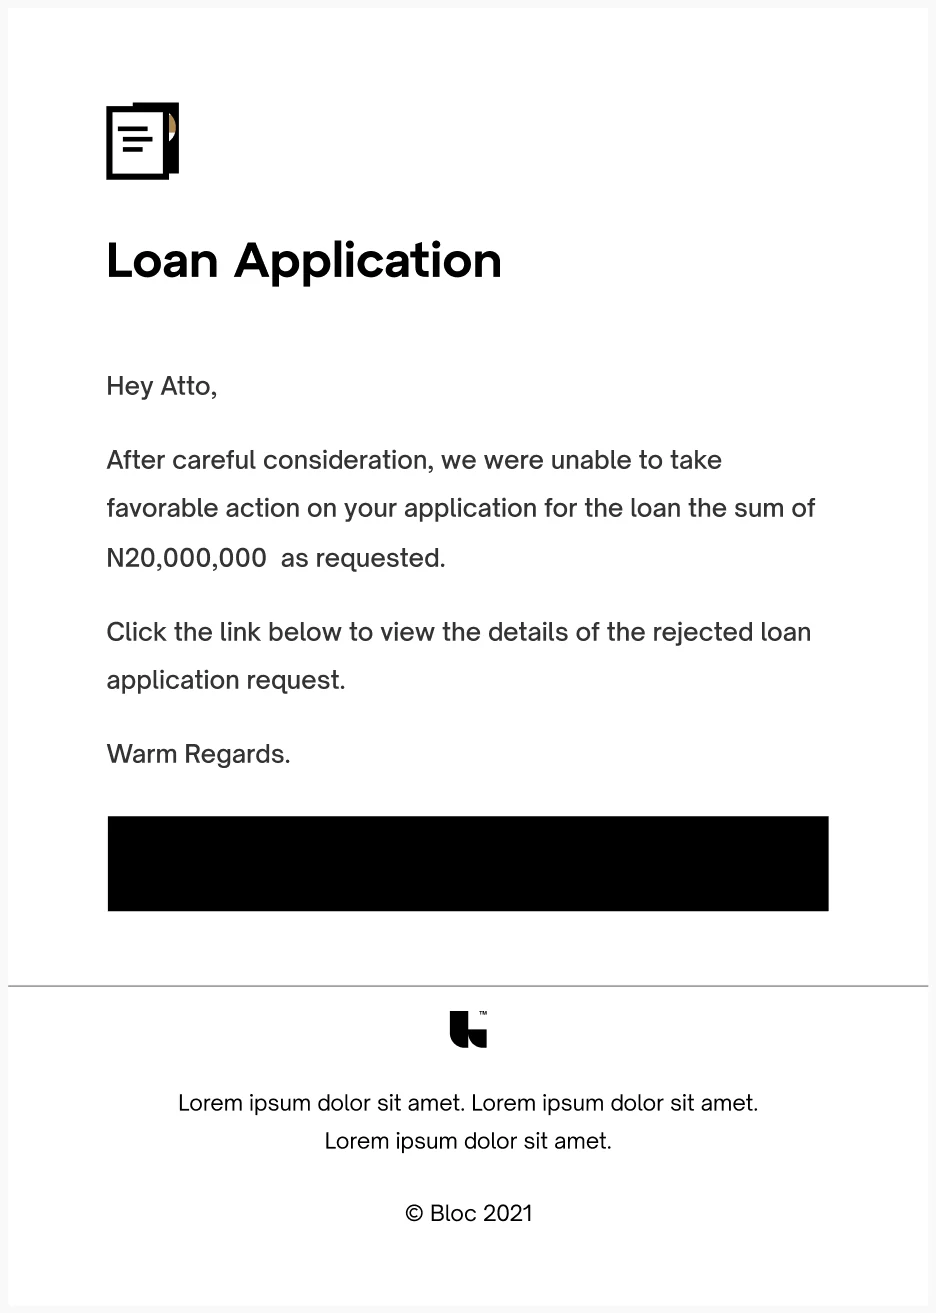 Loan Application
Hey Atto,
After careful consideration, we were unable to take
favorable action on your application for the loan the sum of
N20,000,000  as requested.
Click the link below to view the details of the rejected loan
application request.
Warm Regards.
™
Lorem ipsum dolor sit amet. Lorem ipsum dolor sit amet.
Lorem ipsum dolor sit amet.
© Bloc 2021